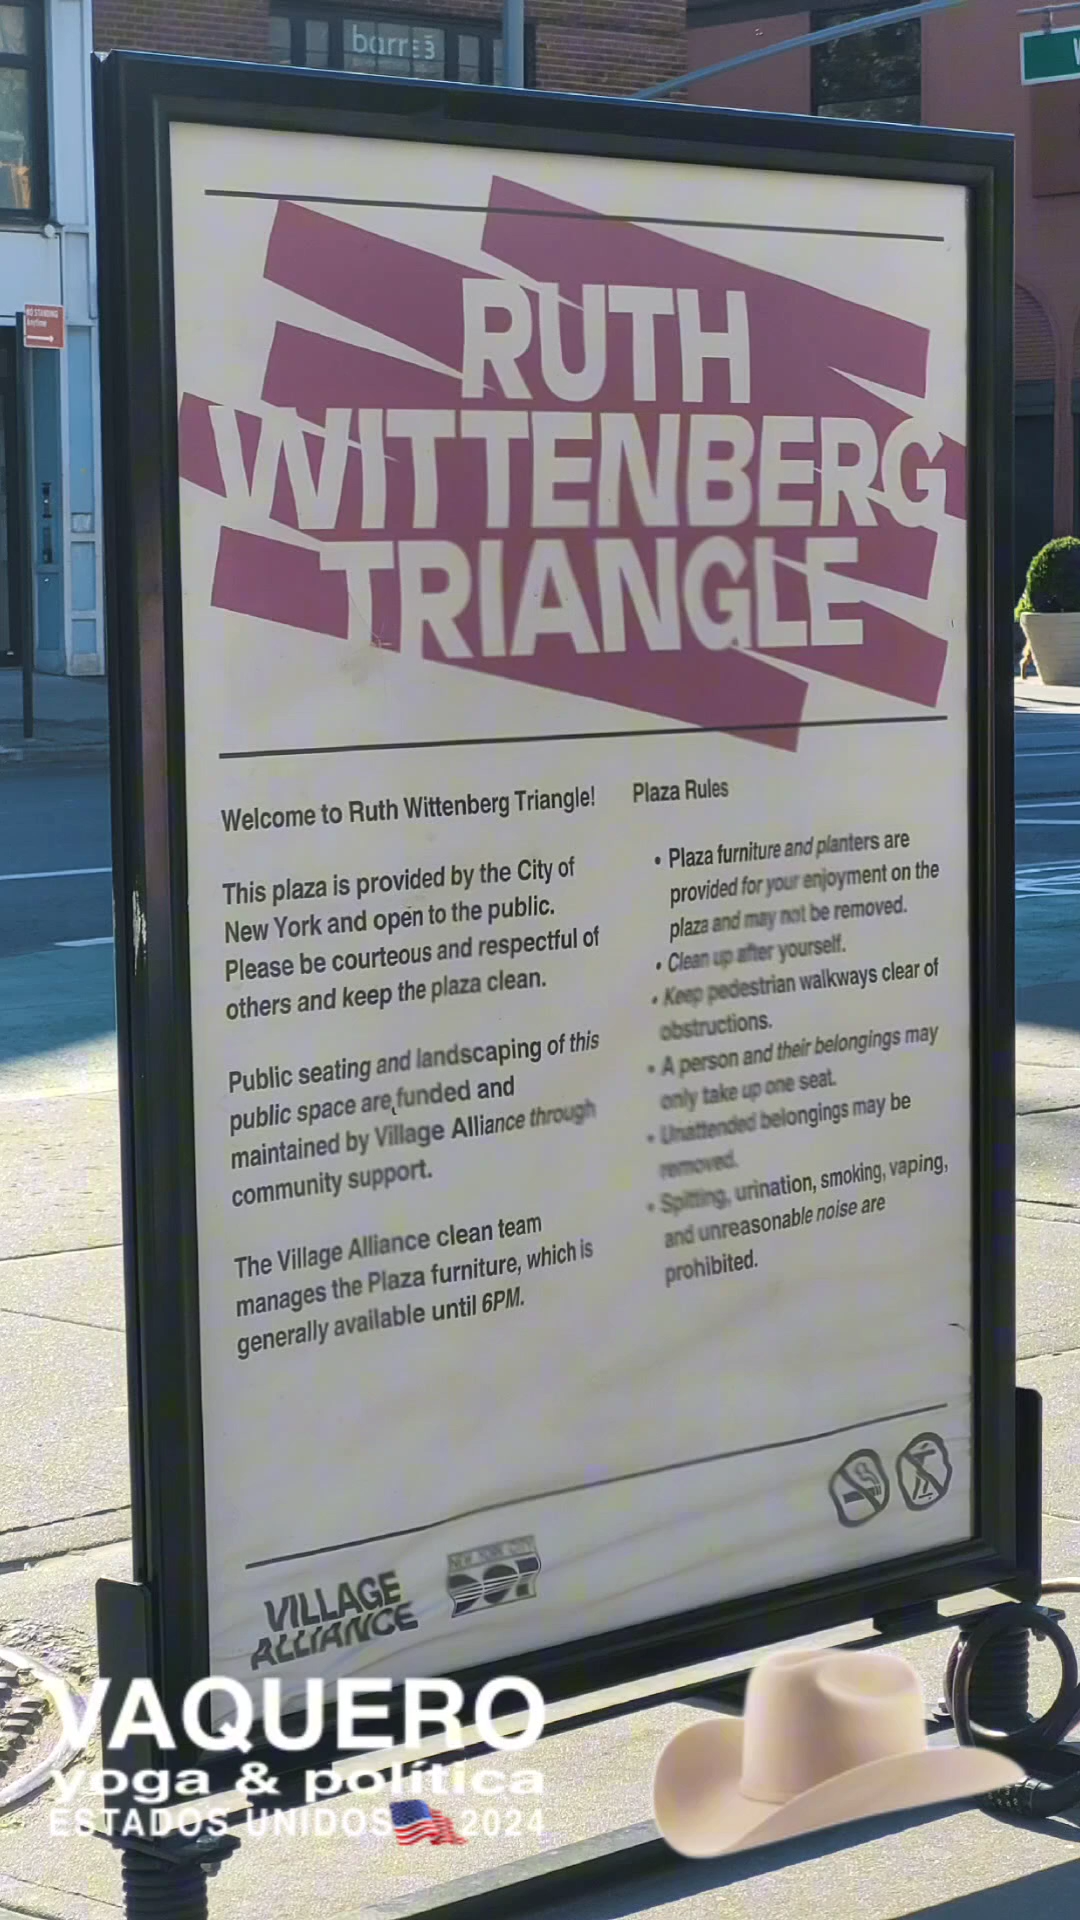 barre3
NO STANDING
Anytime
RUTH
WITTENBERG
TRIANGLE
Welcome to Ruth Wittenberg Triangle!
This plaza is provided by the City of
New York and open to the public.
Please be courteous and respectful of
others and keep the plaza clean.
Public seating and landscaping of this
public space are funded and
maintained by Village Alliance through
community support.
The Village Alliance clean team
manages the Plaza furniture, which is
generally available until 6PM.
Plaza Rules
• Plaza furniture and planters are
provided for your enjoyment on the
plaza and may not be removed.
• Clean up after yourself.
• Keep pedestrian walkways clear of
obstructions.
• A person and their belongings may
only take up one seat.
• Unattended belongings may be
removed.
• Spitting, urination, smoking, vaping,
and unreasonable noise are
prohibited.
VILLAGE
ALLIANCE
NEW YORK CITY
DOT
VAQUERO
yoga & política
ESTADOS UNIDOS 2024